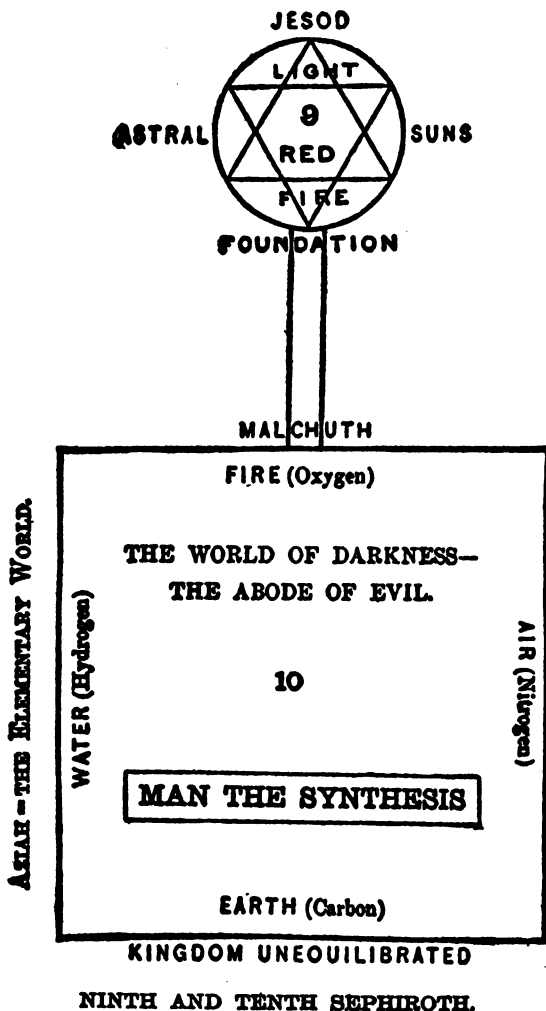 JESOD
LIGHT
9
ASTRAL
SUNS
RED
FIRE
FOUNDATION
MALCHUTH
FIRE (Oxygen)
THE WORLD OF DARKNESS—
THE ABODE OF EVIL.
ASIAH = THE ELEMENTARY WORLD.
WATER (Hydrogen)
AIR (Nitrogen)
10
MAN THE SYNTHESIS
EARTH (Carbon)
KINGDOM UNEQUILIBRATED
NINTH AND TENTH SEPHIROTH.